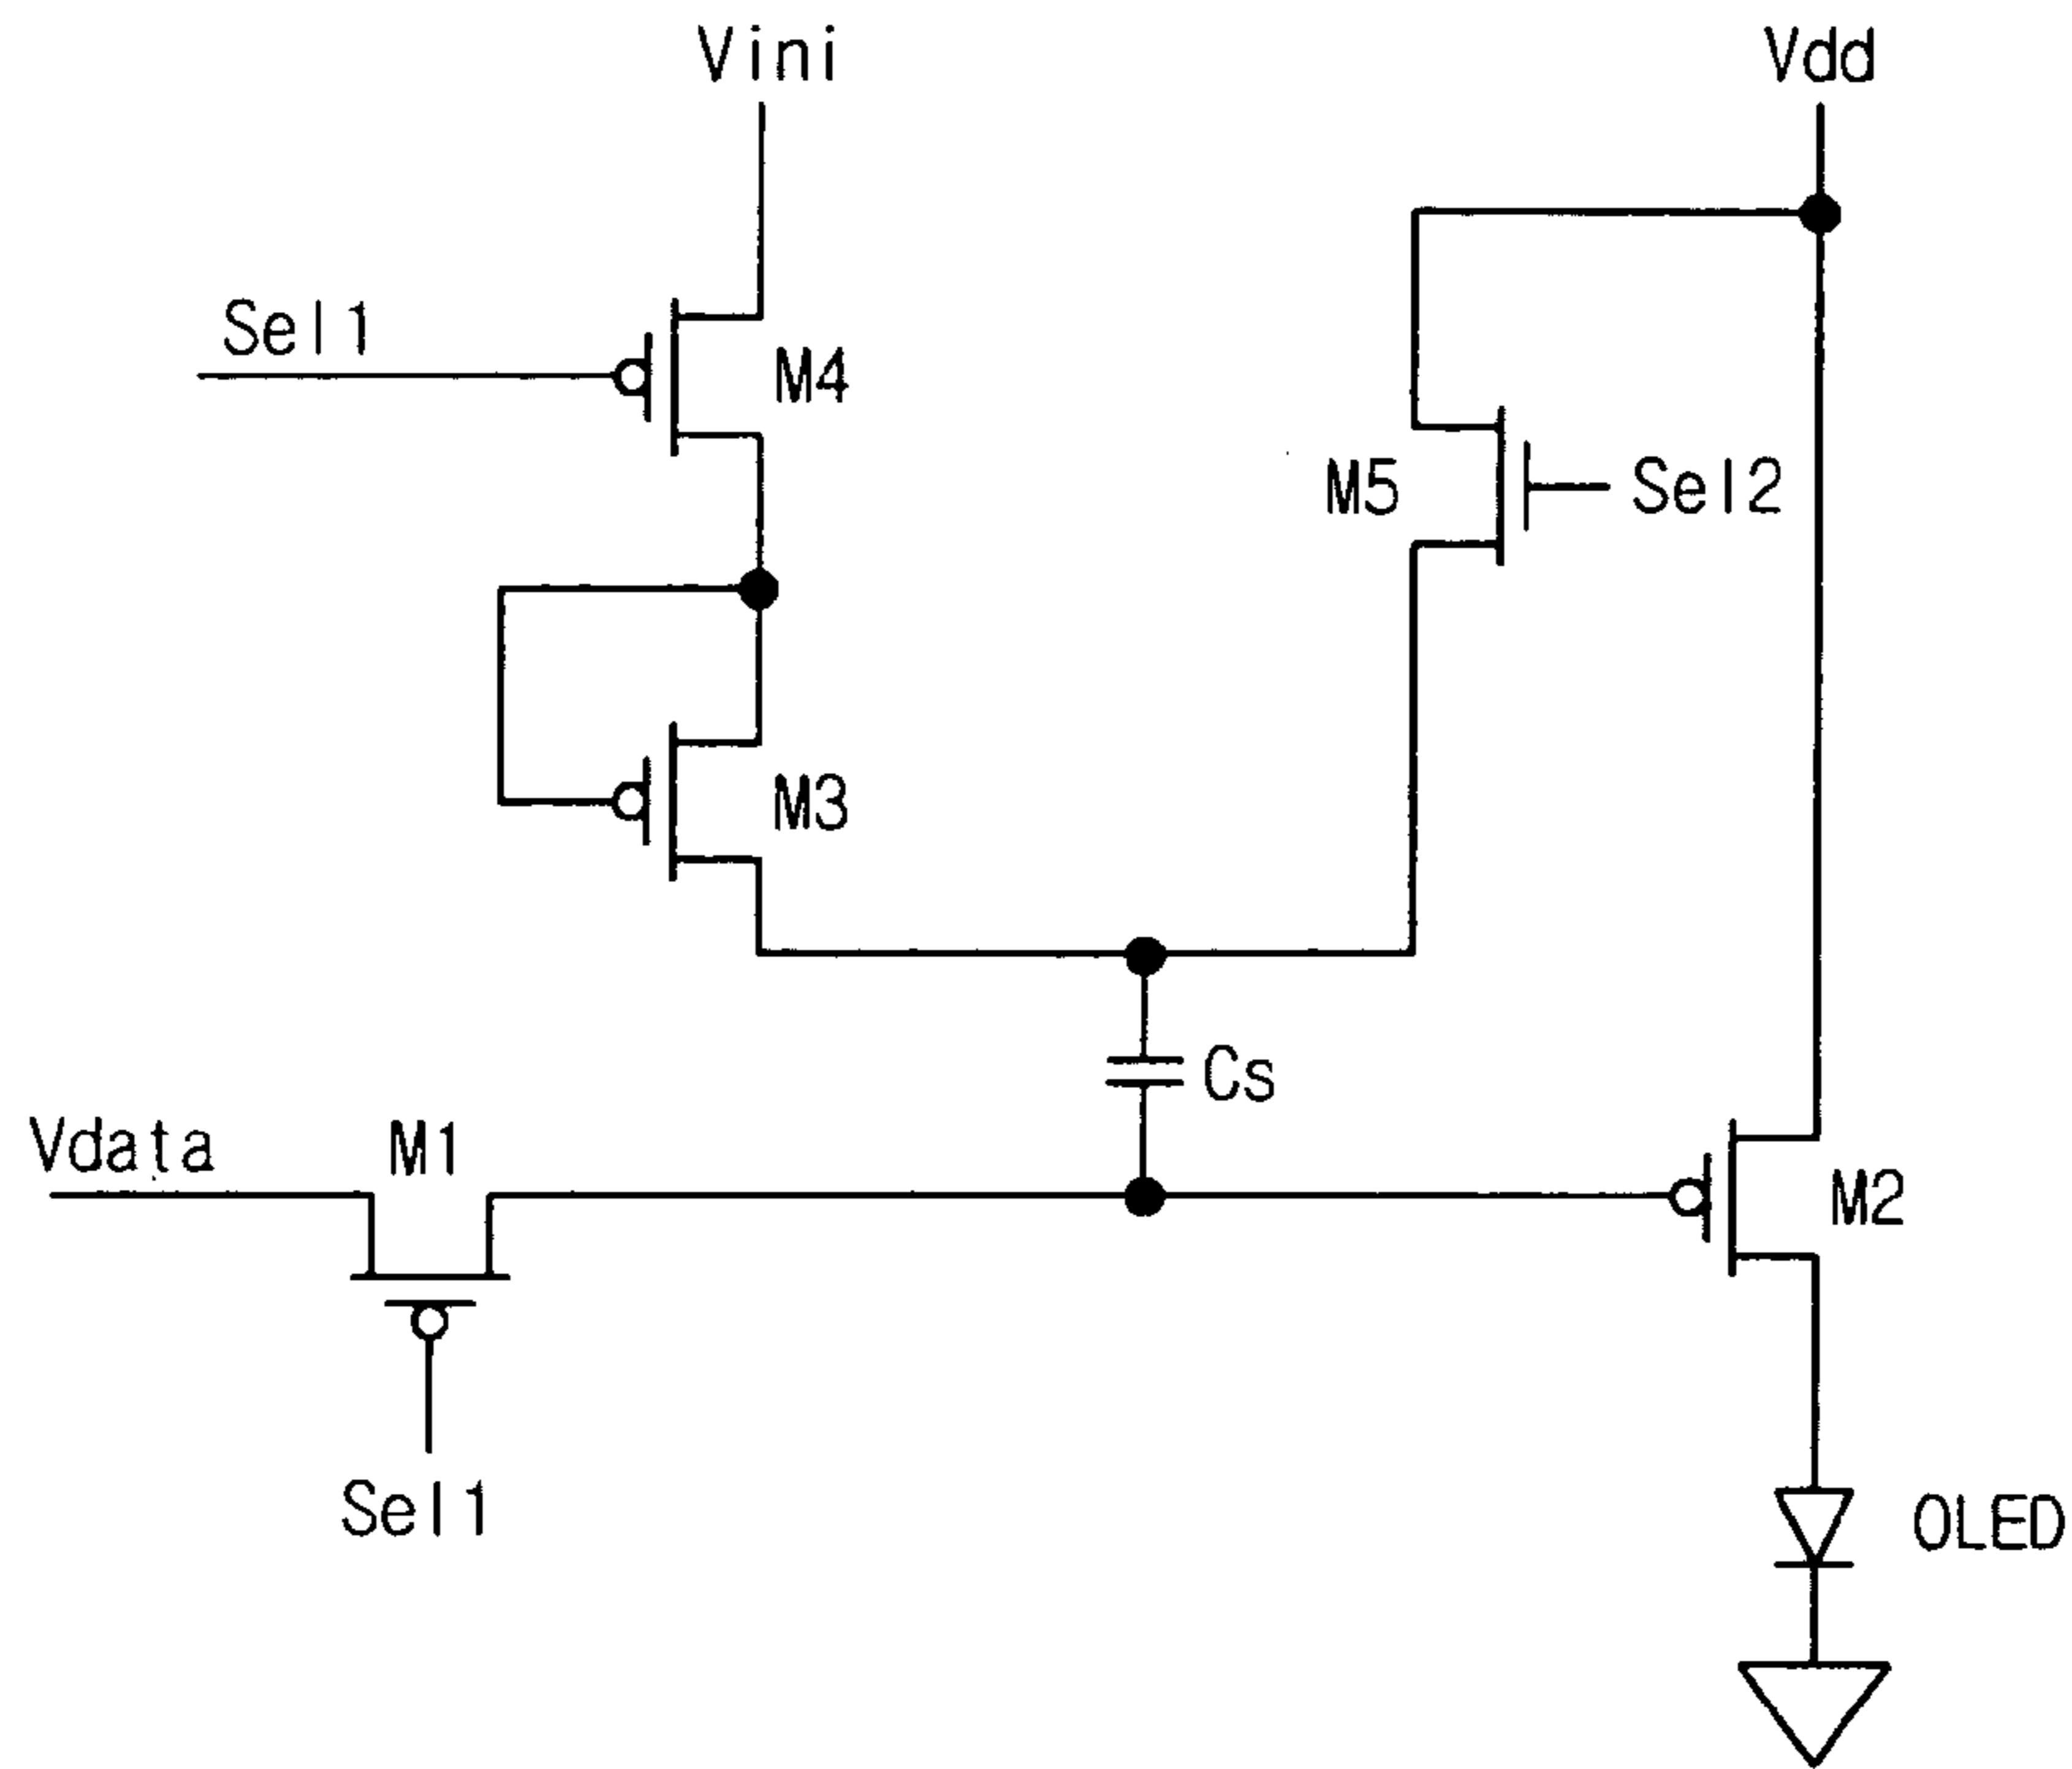 Vini
Vdd
Sel1
M4
M5
Sel2
M3
Cs
Vdata
M1
M2
Sel1
OLED